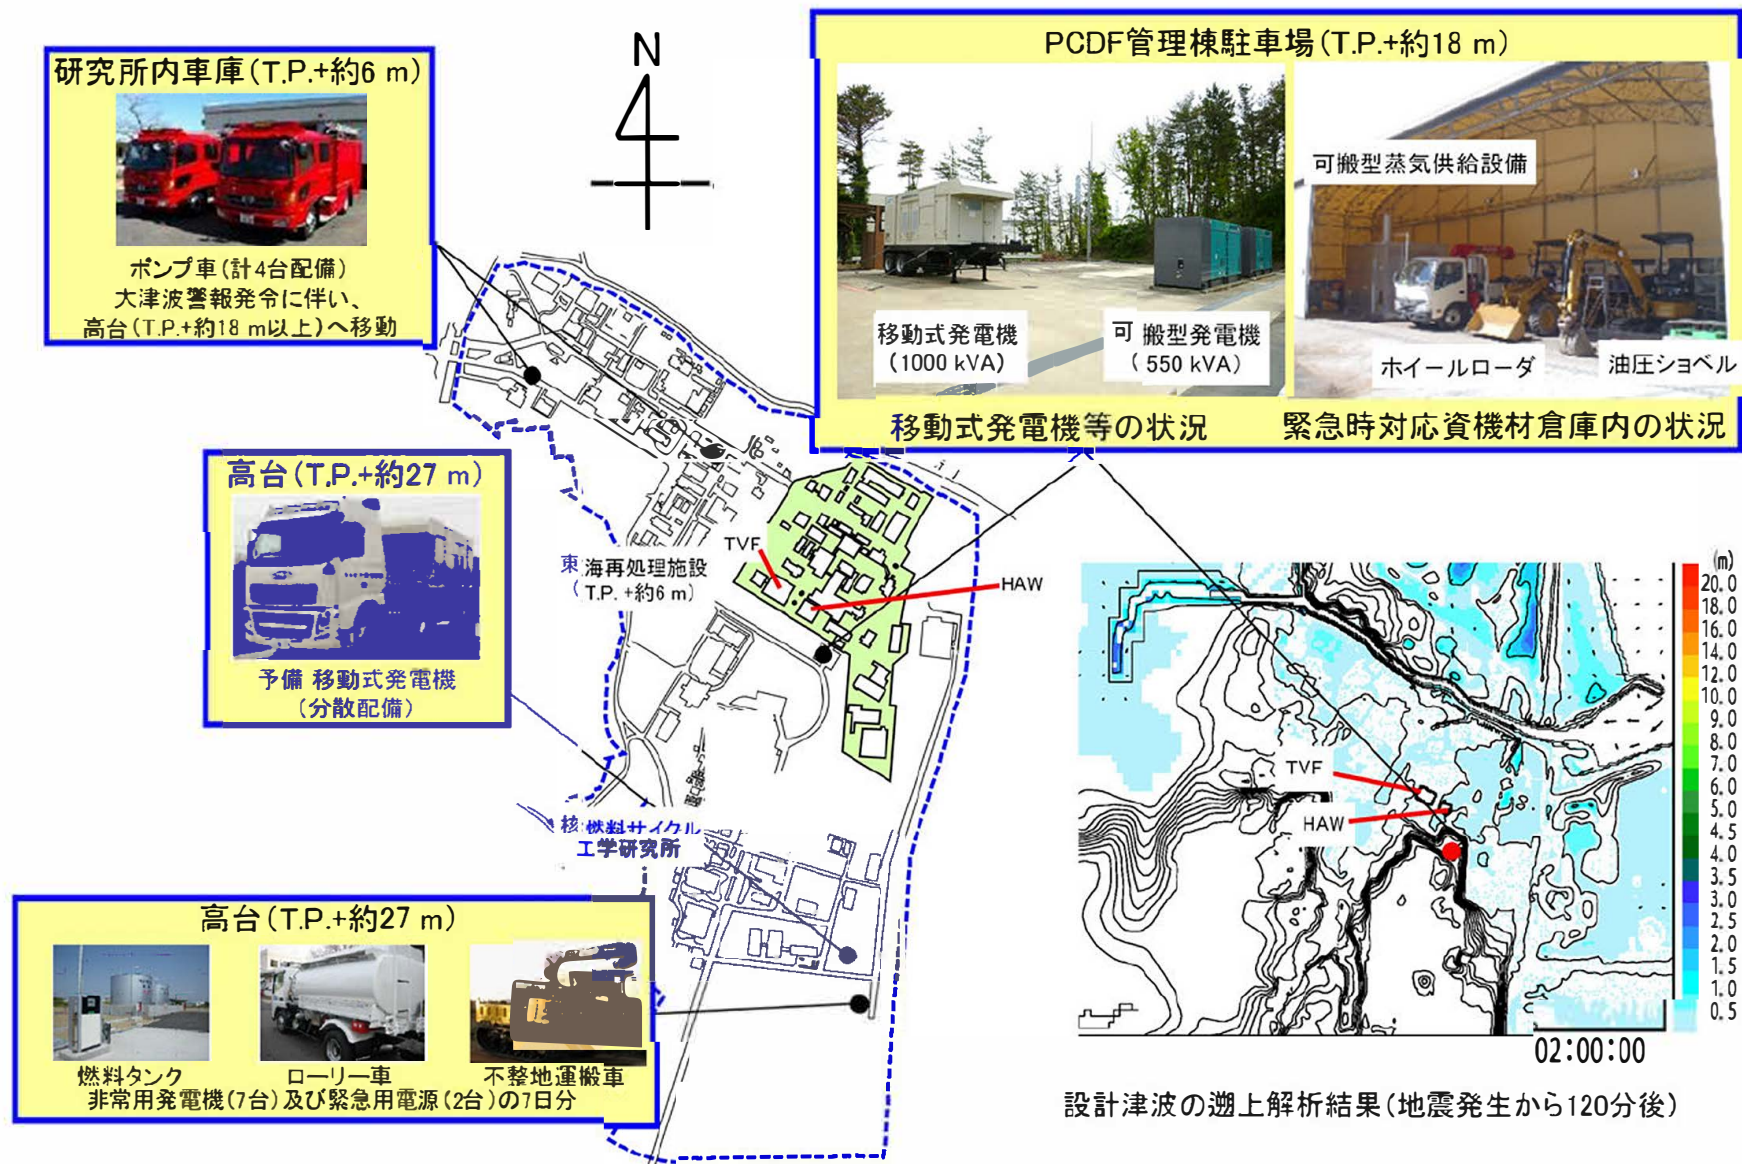 研究所内車庫(T.P.+約6 m)
ポンプ車(計4台配備)
大津波警報発令に伴い、
高台(T.P.+約18 m以上)へ移動
N
PCDF管理棟駐車場(T.P.+約18 m)
移動式発電機
(1000 kVA)
可搬型発電機
(550 kVA)
移動式発電機等の状況
可搬型蒸気供給設備
ホイールローダ
油圧ショベル
緊急時対応資機材倉庫内の状況
高台(T.P.+約27 m)
予備 移動式発電機
(分散配備)
東海再処理施設
(T.P. +約6 m)
TVF
HAW
核燃料サイクル
工学研究所
高台(T.P.+約27 m)
燃料タンク
ローリー車
不整地運搬車
非常用発電機(7台)及び緊急用電源(2台)の7日分
TVF
HAW
(m)
20.0
18.0
16.0
14.0
12.0
10.0
9.0
8.0
7.0
6.0
5.0
4.5
4.0
3.5
3.0
2.5
2.0
1.5
1.0
0.5
02:00:00
設計津波の遡上解析結果(地震発生から120分後)